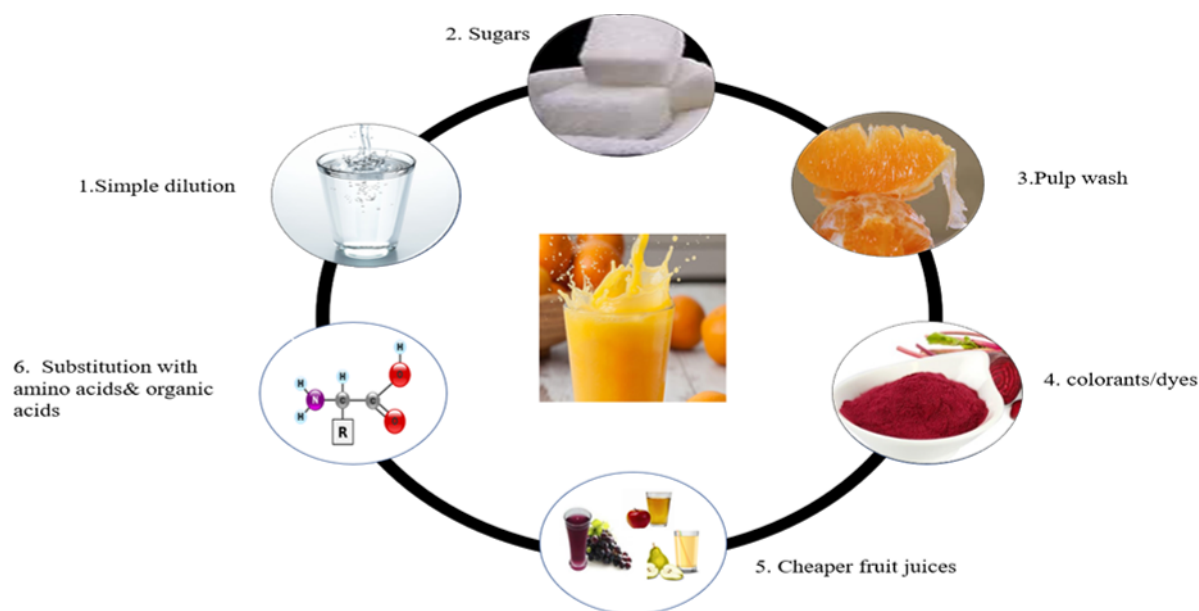 2. Sugars
1.Simple dilution
3.Pulp wash
6. Substitution with
amino acids& organic
acids
H
H
H
N
C
C
O
H
R
O
4. colorants/dyes
5. Cheaper fruit juices